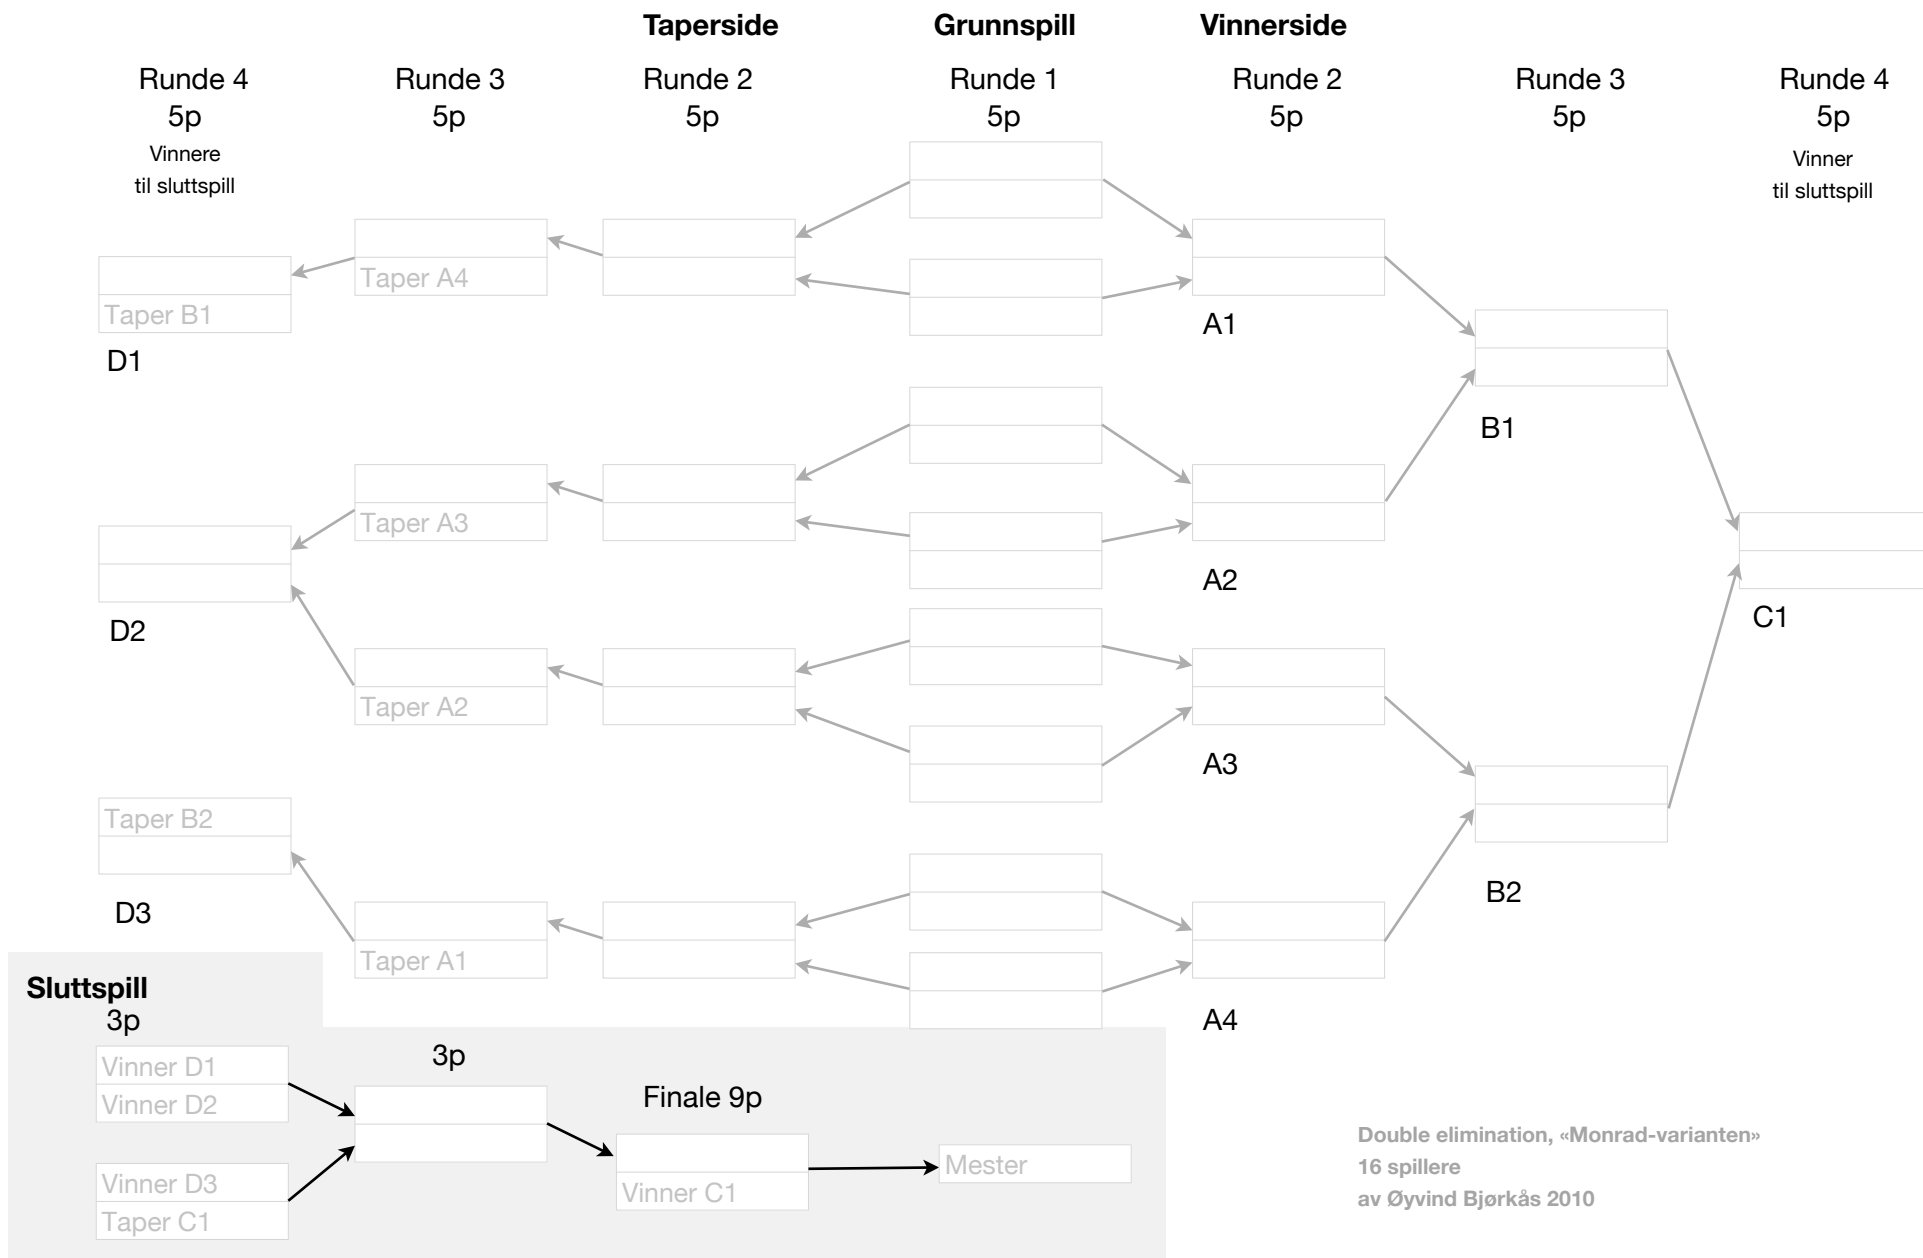 Taperside Grunnspill Vinnerside
Runde 4 Runde 3 Runde 2 Runde 1 Runde 2 Runde 3 Runde 4
5p 5p 5p 5p 5p 5p 5p
Vinnere Vinner
til sluttspill til sluttspill
Taper A4
Taper B1
A1
D1
B1
Taper A3
A2
C1
D2
Taper A2
A3
Taper B2
B2
D3
Taper A1
Sluttspill
3p
A4
3p
Vinner D1
Vinner D2
Finale 9p
Vinner D3
Taper C1
Vinner C1
Mester
Double elimination, «Monrad-varianten»
16 spillere
av Øyvind Bjørkås 2010